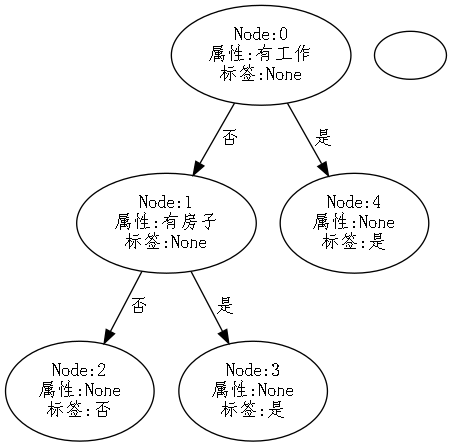 Node:0
属性:有工作
标签:None
否
是
Node:1
属性:有房子
标签:None
Node:4
属性:None
标签:是
否
是
Node:2
属性:None
标签:否
Node:3
属性:None
标签:是